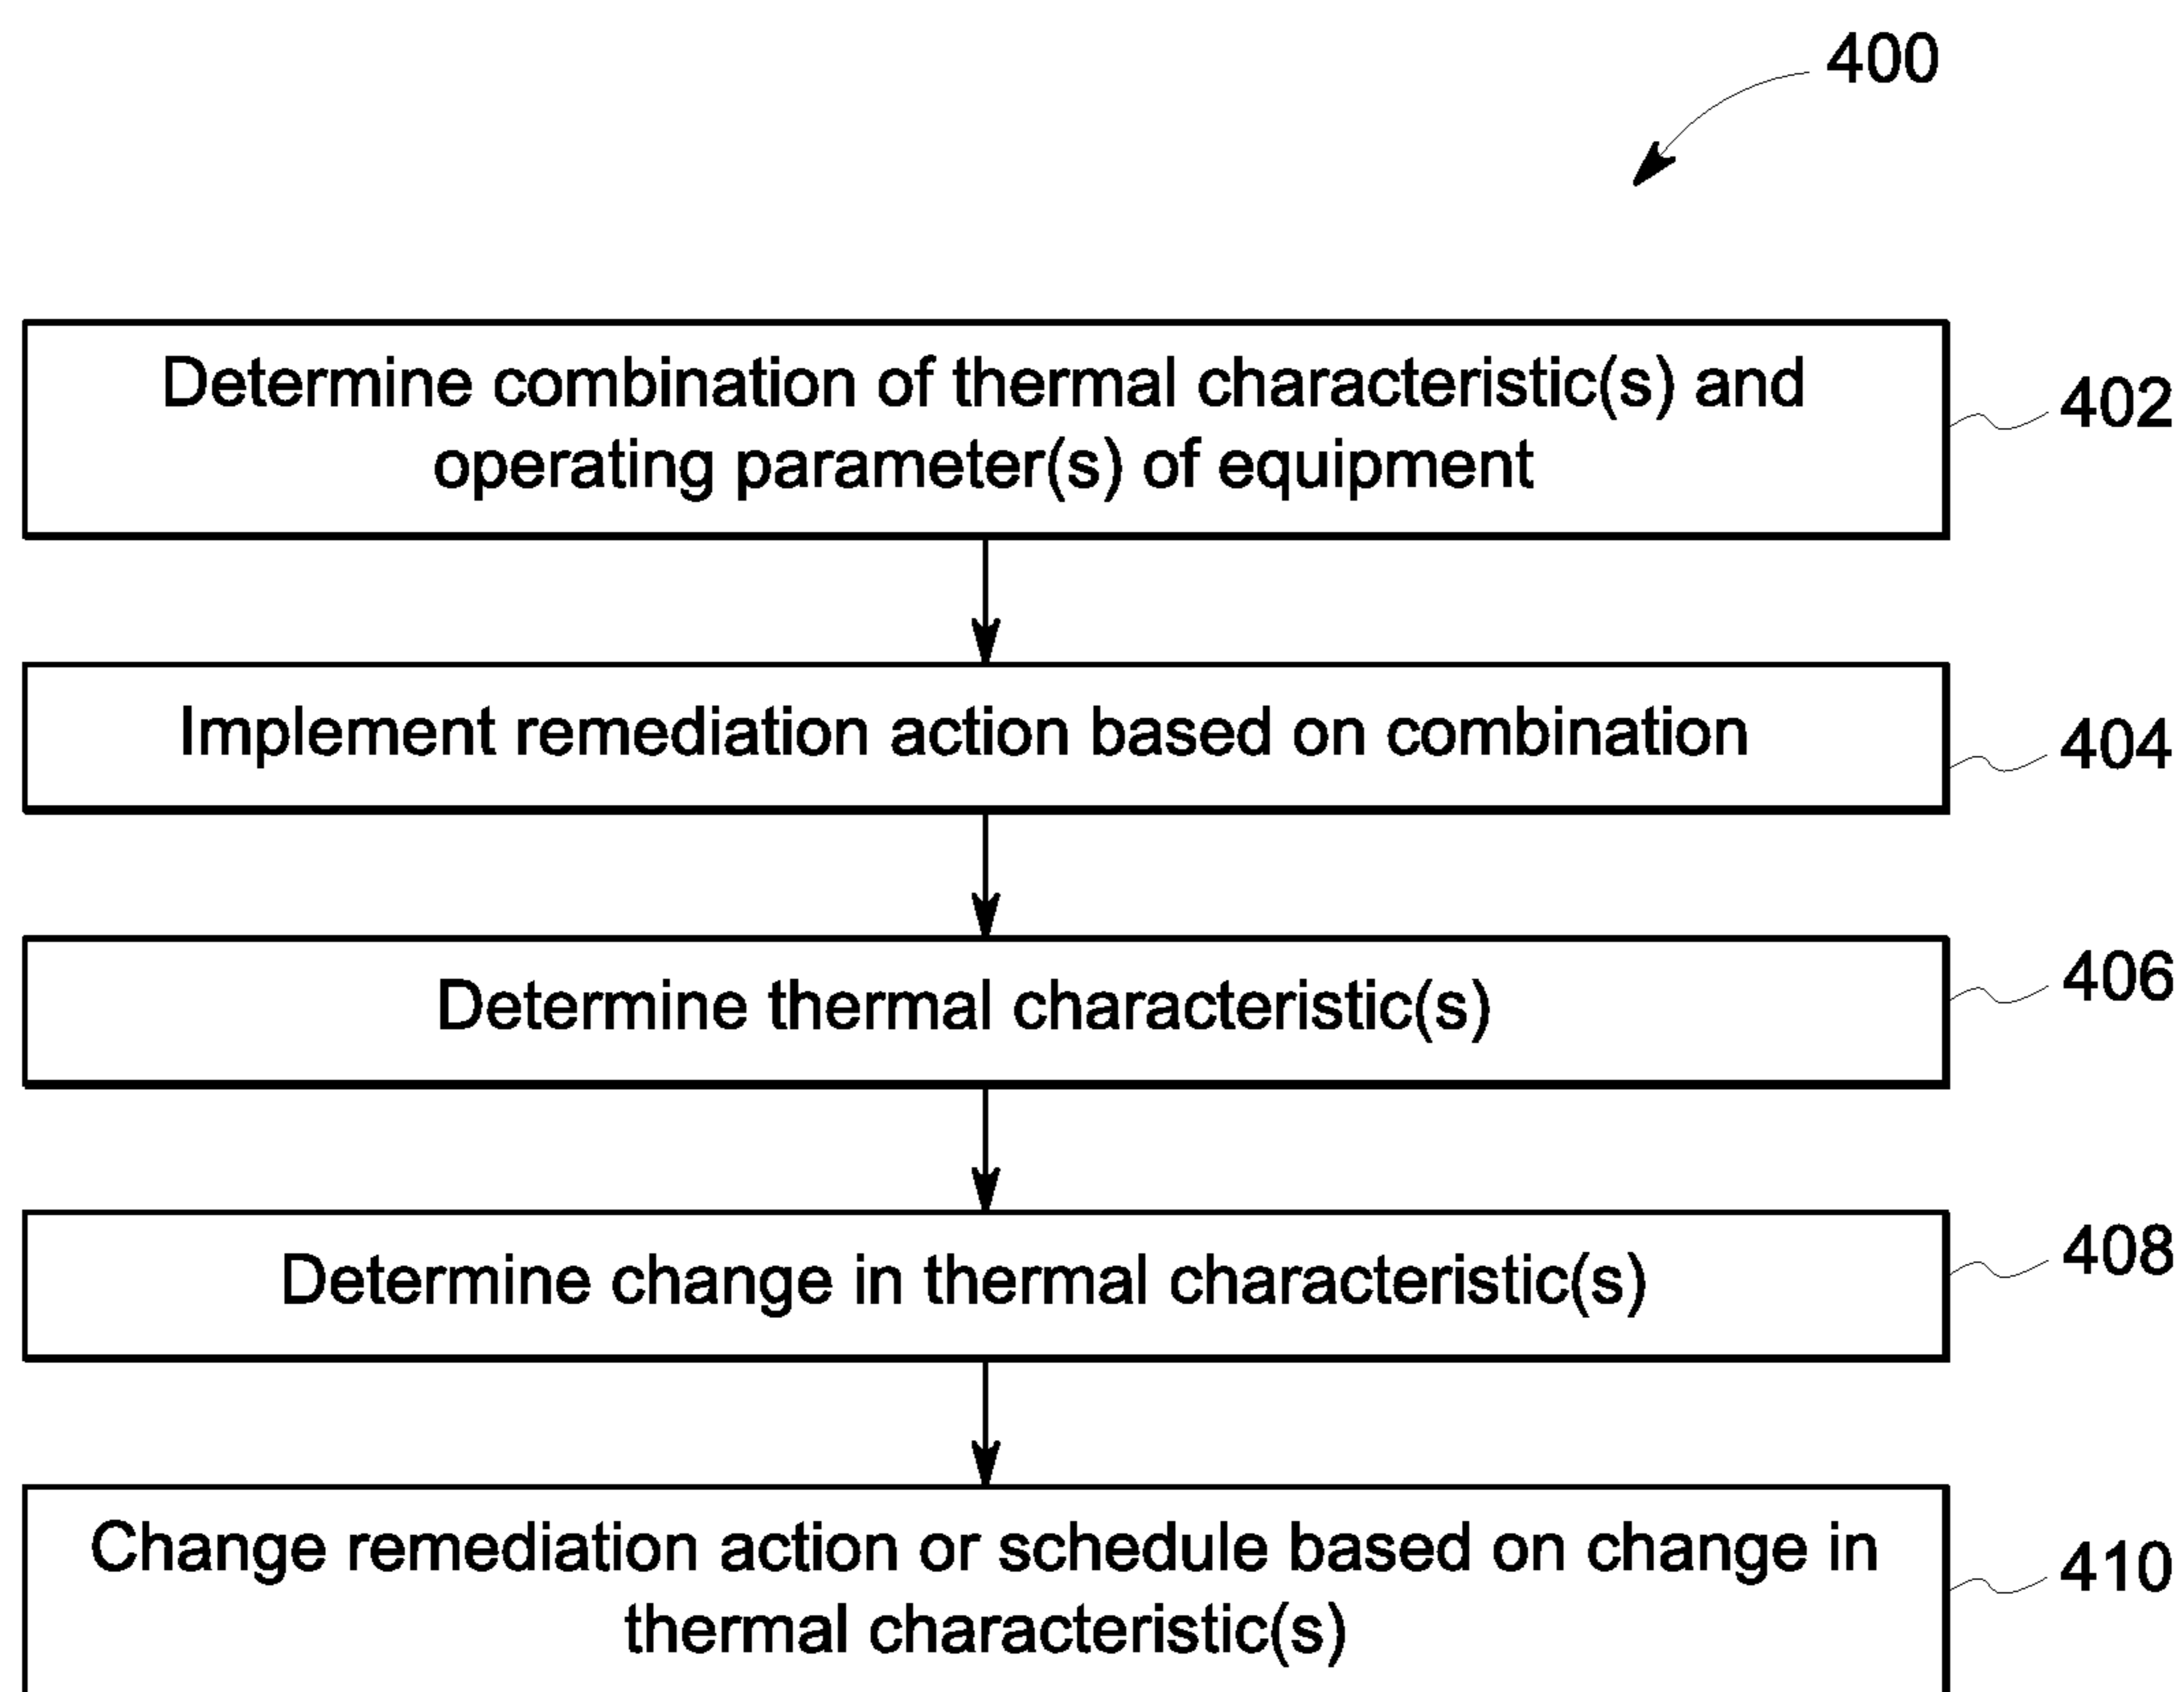 400
Determine combination of thermal characteristic(s) and
operating parameter(s) of equipment
402
Implement remediation action based on combination
404
Determine thermal characteristic(s)
406
Determine change in thermal characteristic(s)
408
Change remediation action or schedule based on change in
thermal characteristic(s)
410